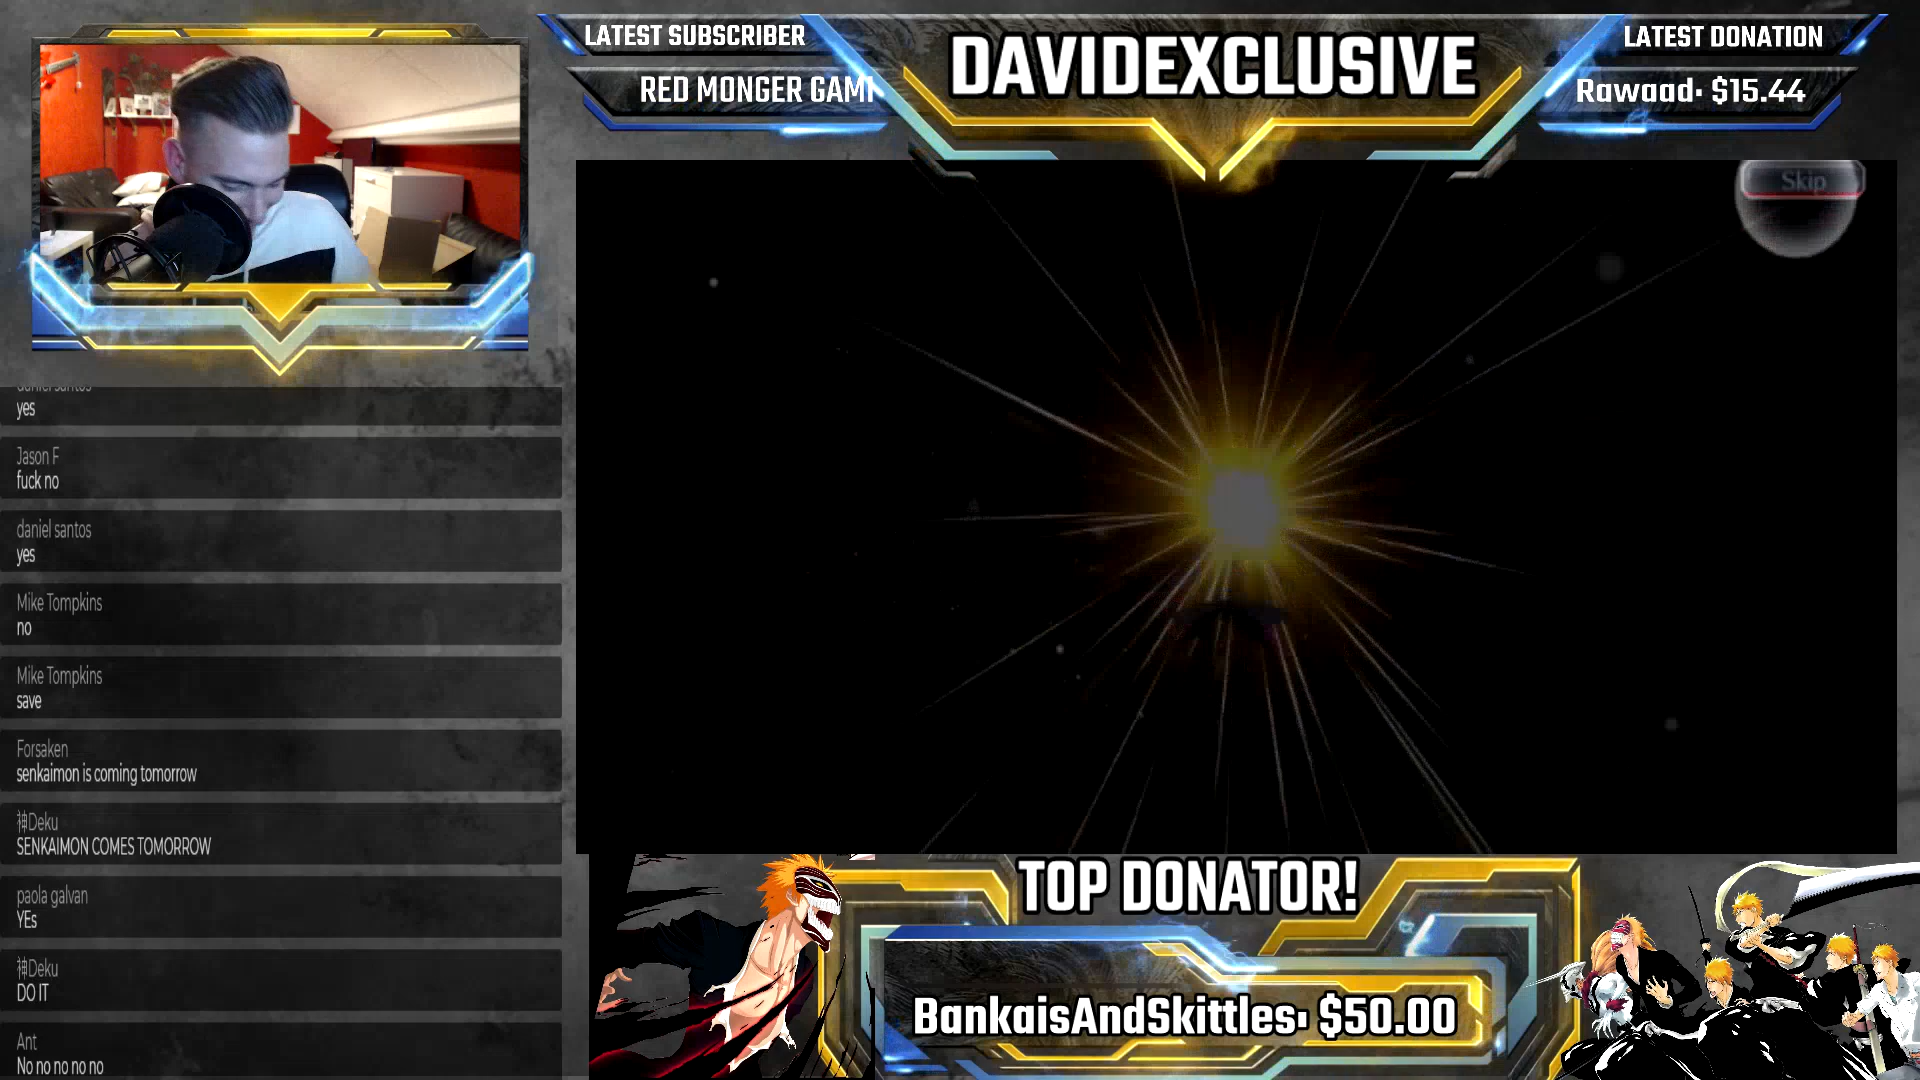 LATEST SUBSCRIBER
RED MONGER GAMI
DAVIDEXCLUSIVE
LATEST DONATION
Rawaad: $15.44
Skip
daniel santos
yes
Jason F
fuck no
daniel santos
yes
Mike Tompkins
no
Mike Tompkins
save
Forsaken
senkaimon is coming tomorrow
神Deku
SENKAIMON COMES TOMORROW
paola galvan
YEs
神Deku
DO IT
Ant
No no no no no
TOP DONATOR!
BankaisAndSkittles: $50.00